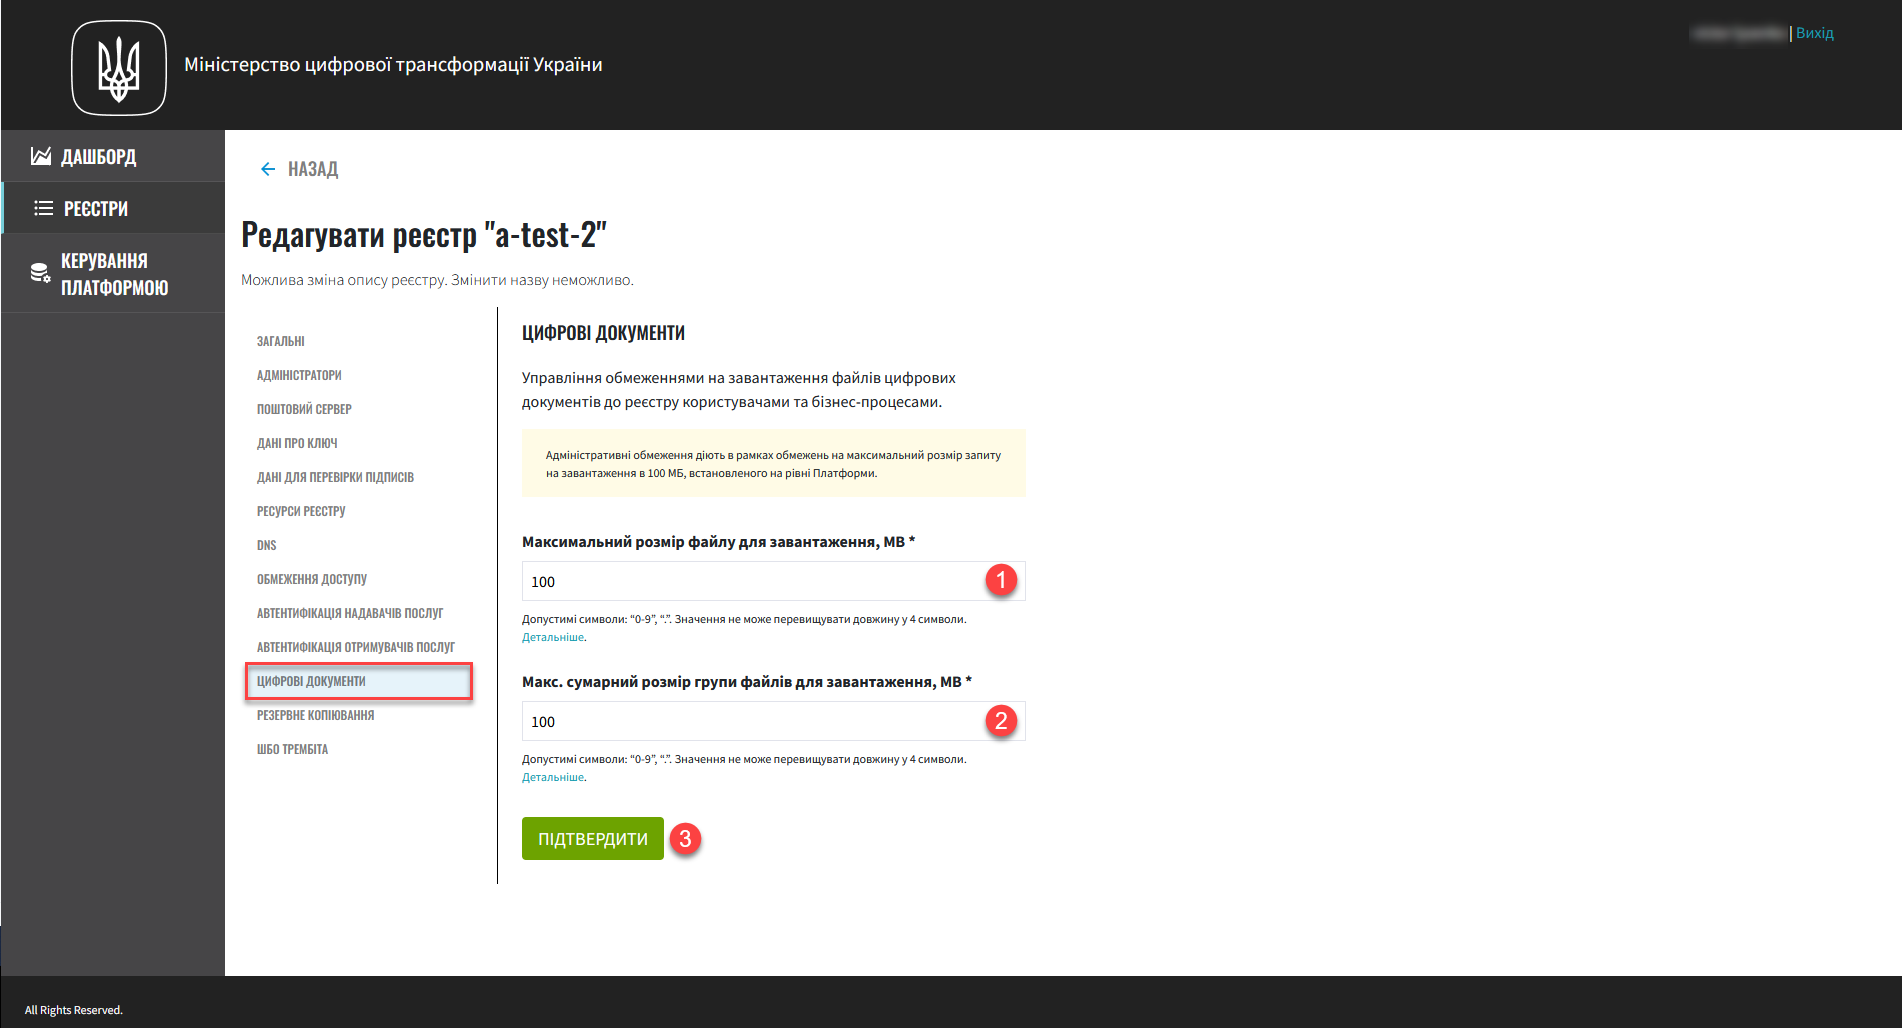 Міністерство цифрової трансформації України
| Вихід
ДАШБОРД
РЕЄСТРИ
КЕРУВАННЯ
ПЛАТФОРМОЮ
НАЗАД
Редагувати реєстр "a-test-2"
Можлива зміна опису реєстру. Змінити назву неможливо.
ЗАГАЛЬНІ
АДМІНІСТРАТОРИ
ПОШТОВИЙ СЕРВЕР
ДАНІ ПРО КЛЮЧ
ДАНІ ДЛЯ ПЕРЕВІРКИ ПІДПИСІВ
РЕСУРСИ РЕЄСТРУ
DNS
ОБМЕЖЕННЯ ДОСТУПУ
АВТЕНТИФІКАЦІЯ НАДАВАЧІВ ПОСЛУГ
АВТЕНТИФІКАЦІЯ ОТРИМУВАЧІВ ПОСЛУГ
ЦИФРОВІ ДОКУМЕНТИ
РЕЗЕРВНЕ КОПІЮВАННЯ
ШБО ТРЕМБІТА
ЦИФРОВІ ДОКУМЕНТИ
Управління обмеженнями на завантаження файлів цифрових
документів до реєстру користувачами та бізнес-процесами.
Адміністративні обмеження діють в рамках обмежень на максимальний розмір запиту
на завантаження в 100 МБ, встановленого на рівні Платформи.
Максимальний розмір файлу для завантаження, MB *
100
1
Допустимі символи: “0-9”, “.”. Значення не може перевищувати довжину у 4 символи.
Детальніше.
Макс. сумарний розмір групи файлів для завантаження, MB *
100
2
Допустимі символи: “0-9”, “.”. Значення не може перевищувати довжину у 4 символи.
Детальніше.
ПІДТВЕРДИТИ
3
All Rights Reserved.